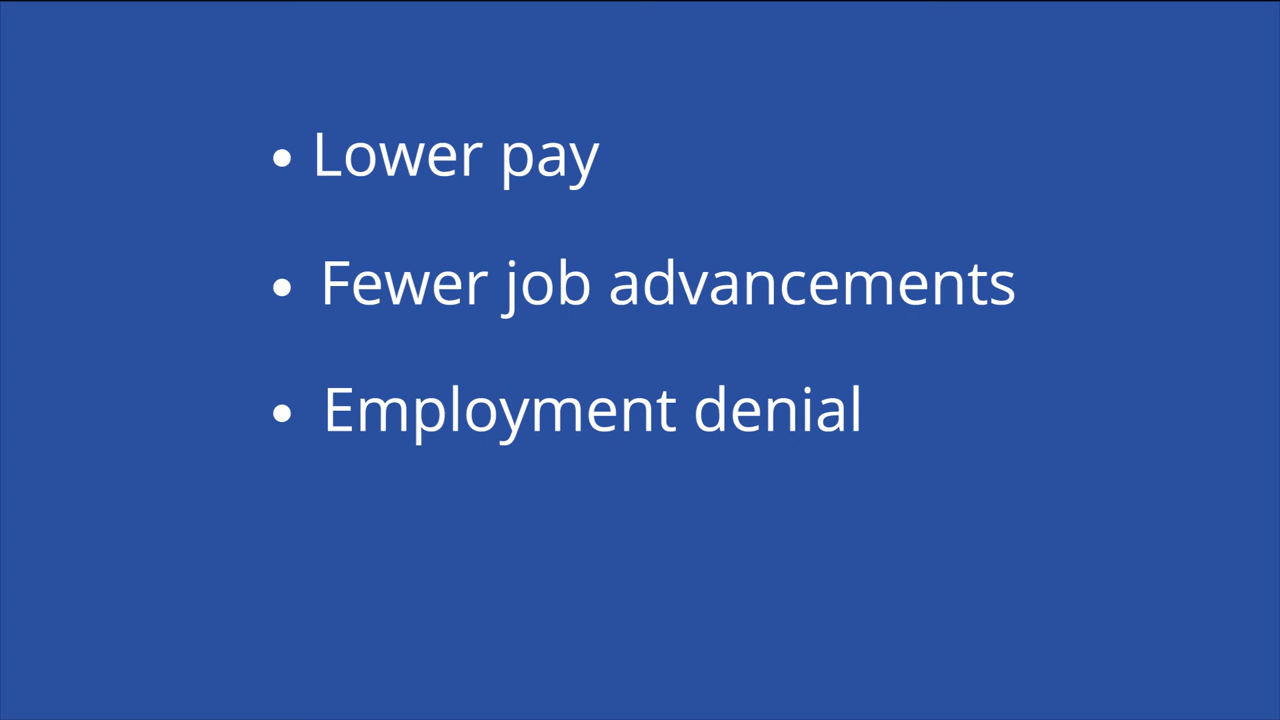 • Lower pay
• Fewer job advancements
• Employment denial